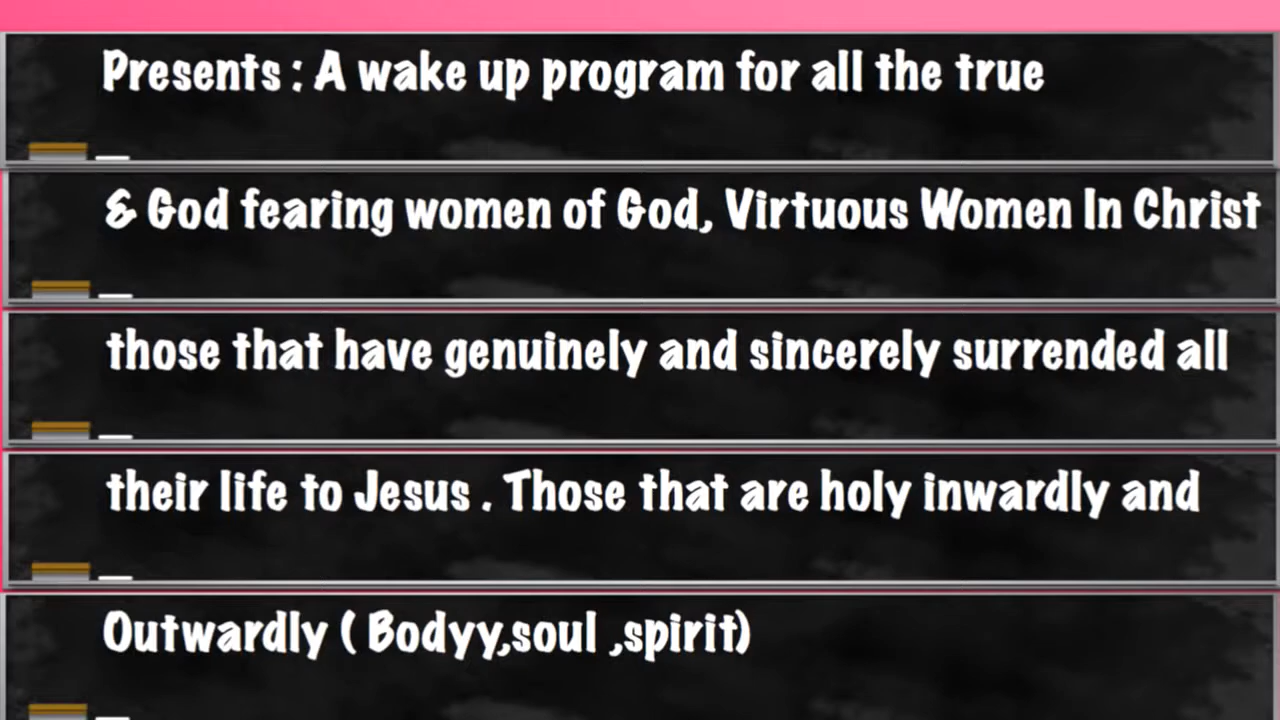 Presents : A wake up program for all the true
& God fearing women of God, Virtuous Women In Christ
those that have genuinely and sincerely surrended all
their life to Jesus . Those that are holy inwardly and
Outwardly ( Bodyy,soul ,spirit)